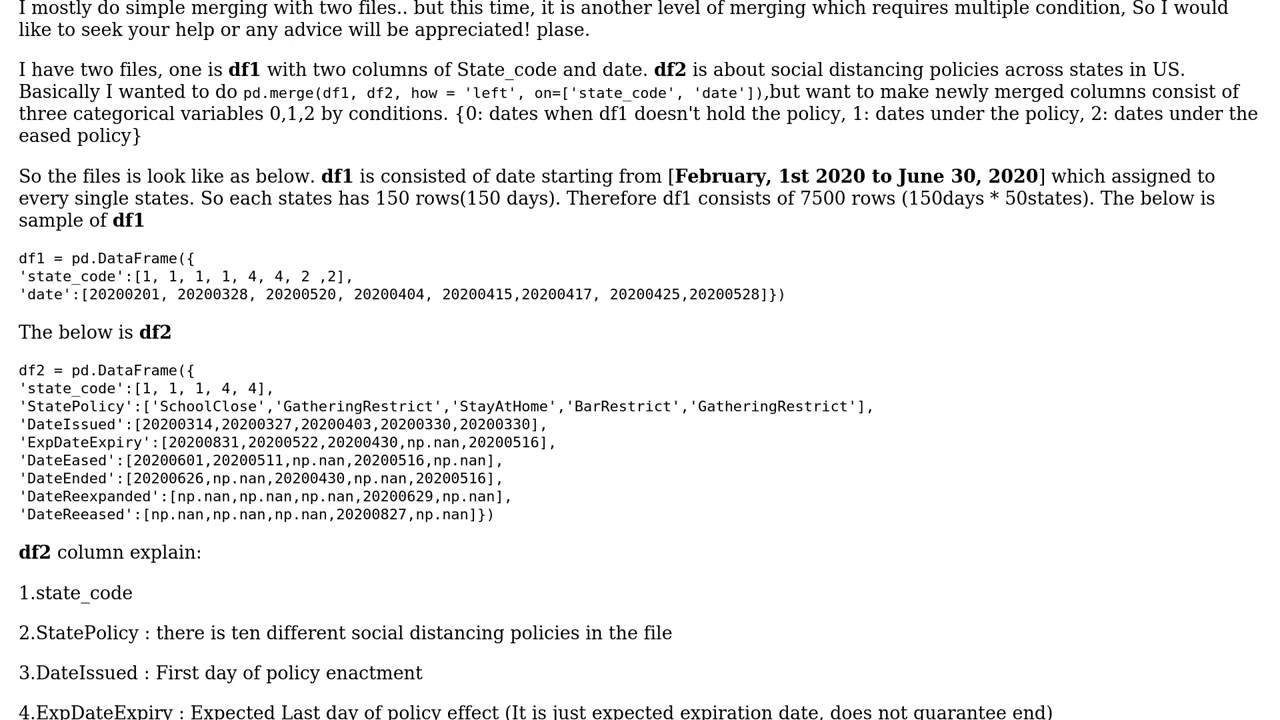 I mostly do simple merging with two files.. but this time, it is another level of merging which requires multiple condition, So I would
like to seek your help or any advice will be appreciated! plase.
I have two files, one is df1 with two columns of State_code and date. df2 is about social distancing policies across states in US.
Basically I wanted to do pd.merge(df1, df2, how = 'left', on=['state_code', 'date']),but want to make newly merged columns consist of
three categorical variables 0,1,2 by conditions. {0: dates when df1 doesn't hold the policy, 1: dates under the policy, 2: dates under the
eased policy}
So the files is look like as below. df1 is consisted of date starting from [February, 1st 2020 to June 30, 2020] which assigned to
every single states. So each states has 150 rows(150 days). Therefore df1 consists of 7500 rows (150days * 50states). The below is
sample of df1
df1 = pd.DataFrame({
'state_code':[1, 1, 1, 1, 4, 4, 2 ,2],
'date':[20200201, 20200328, 20200520, 20200404, 20200415,20200417, 20200425,20200528]})
The below is df2
df2 = pd.DataFrame({
'state_code':[1, 1, 1, 4, 4],
'StatePolicy':['SchoolClose','GatheringRestrict','StayAtHome','BarRestrict','GatheringRestrict'],
'DateIssued':[20200314,20200327,20200403,20200330,20200330],
'ExpDateExpiry':[20200831,20200522,20200430,np.nan,20200516],
'DateEased':[20200601,20200511,np.nan,20200516,np.nan],
'DateEnded':[20200626,np.nan,20200430,np.nan,20200516],
'DateReexpanded':[np.nan,np.nan,np.nan,20200629,np.nan],
'DateReeased':[np.nan,np.nan,np.nan,20200827,np.nan]})
df2 column explain:
1.state_code
2.StatePolicy : there is ten different social distancing policies in the file
3.DateIssued : First day of policy enactment
4.ExpDateExpiry : Expected Last day of policy effect (It is just expected expiration date, does not guarantee end)